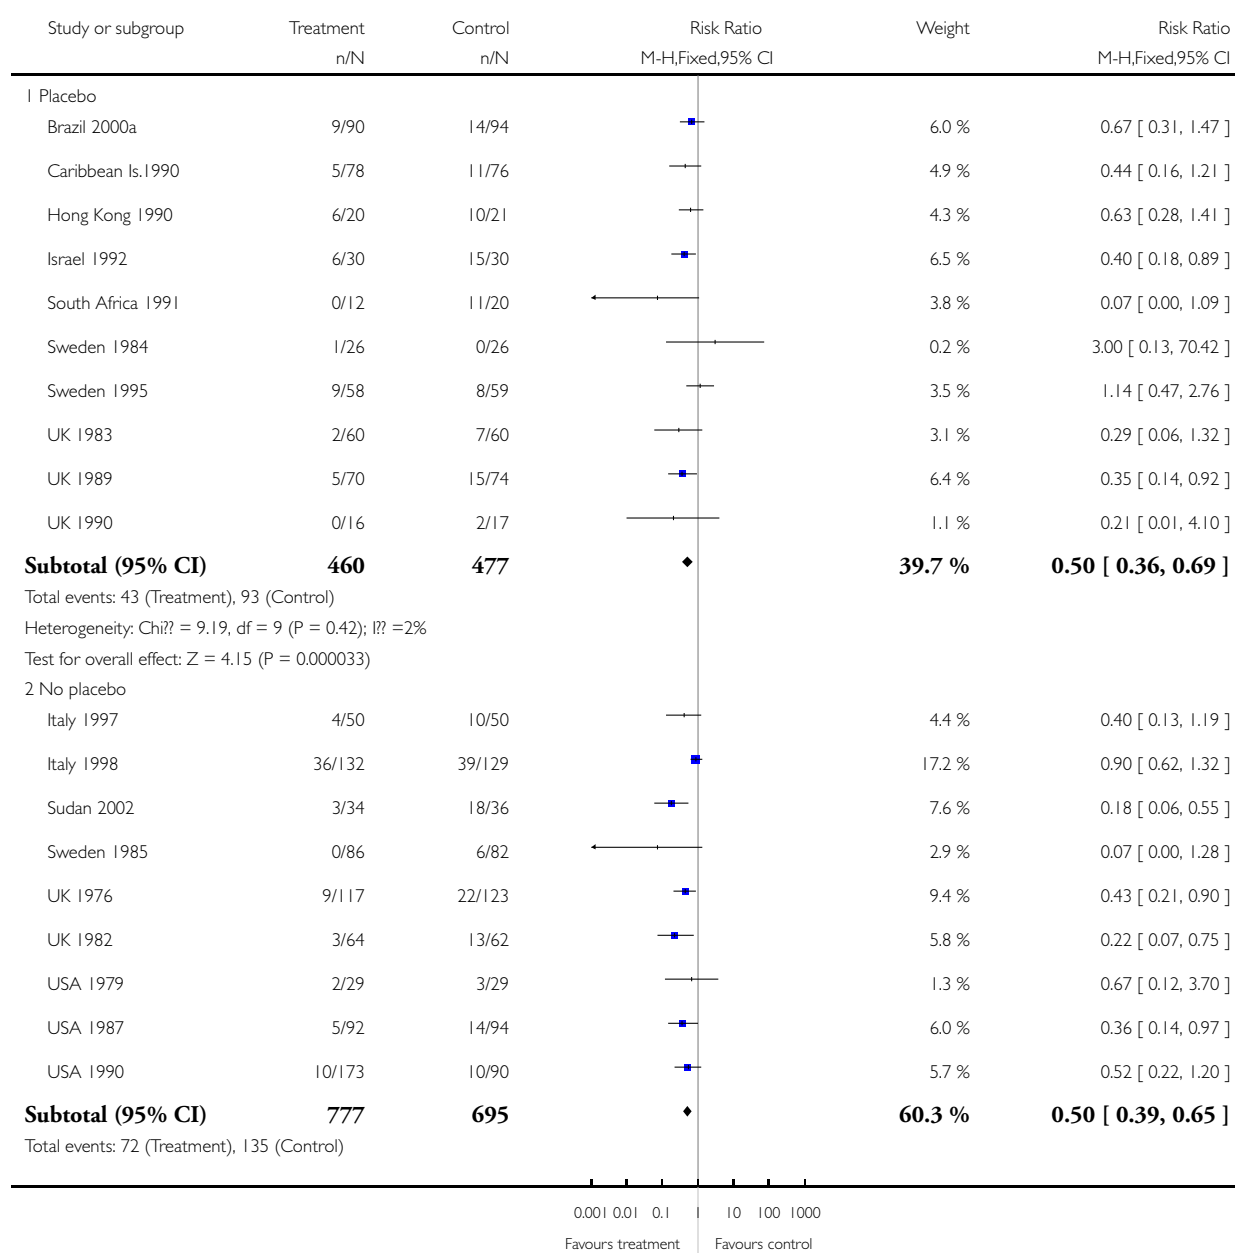 Study or subgroup Treatment Control Risk Ratio Weight Risk Ratio
n/N n/N M-H,Fixed,95% CI M-H,Fixed,95% CI
1 Placebo
Brazil 2000a 9/90 14/94 6.0 % 0.67 [ 0.31, 1.47 ]
Caribbean Is.1990 5/78 11/76 4.9 % 0.44 [ 0.16, 1.21 ]
Hong Kong 1990 6/20 10/21 4.3 % 0.63 [ 0.28, 1.41 ]
Israel 1992 6/30 15/30 6.5 % 0.40 [ 0.18, 0.89 ]
South Africa 1991 0/12 11/20 3.8 % 0.07 [ 0.00, 1.09 ]
Sweden 1984 1/26 0/26 0.2 % 3.00 [ 0.13, 70.42 ]
Sweden 1995 9/58 8/59 3.5 % 1.14 [ 0.47, 2.76 ]
UK 1983 2/60 7/60 3.1 % 0.29 [ 0.06, 1.32 ]
UK 1989 5/70 15/74 6.4 % 0.35 [ 0.14, 0.92 ]
UK 1990 0/16 2/17 1.1 % 0.21 [ 0.01, 4.10 ]
Subtotal (95% CI) 460 477 39.7 % 0.50 [ 0.36, 0.69 ]
Total events: 43 (Treatment), 93 (Control)
Heterogeneity: Chi?? = 9.19, df = 9 (P = 0.42); I?? =2%
Test for overall effect: Z = 4.15 (P = 0.000033)
2 No placebo
Italy 1997 4/50 10/50 4.4 % 0.40 [ 0.13, 1.19 ]
Italy 1998 36/132 39/129 17.2 % 0.90 [ 0.62, 1.32 ]
Sudan 2002 3/34 18/36 7.6 % 0.18 [ 0.06, 0.55 ]
Sweden 1985 0/86 6/82 2.9 % 0.07 [ 0.00, 1.28 ]
UK 1976 9/117 22/123 9.4 % 0.43 [ 0.21, 0.90 ]
UK 1982 3/64 13/62 5.8 % 0.22 [ 0.07, 0.75 ]
USA 1979 2/29 3/29 1.3 % 0.67 [ 0.12, 3.70 ]
USA 1987 5/92 14/94 6.0 % 0.36 [ 0.14, 0.97 ]
USA 1990 10/173 10/90 5.7 % 0.52 [ 0.22, 1.20 ]
Subtotal (95% CI) 777 695 60.3 % 0.50 [ 0.39, 0.65 ]
Total events: 72 (Treatment), 135 (Control)
0.001 0.01 0.1 1 10 100 1000
Favours treatment Favours control